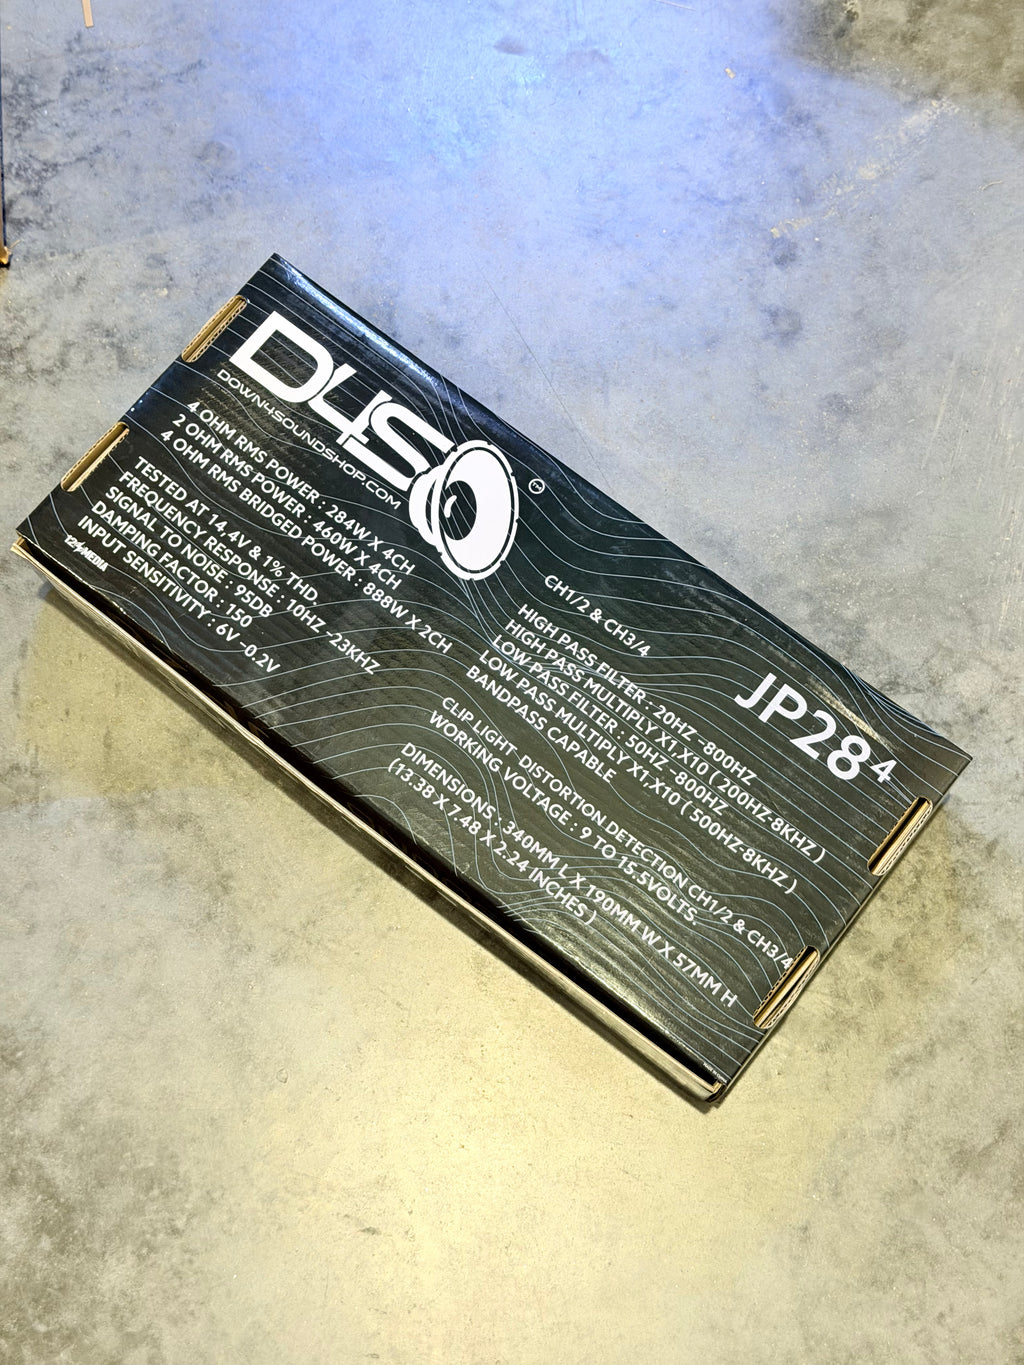 D4S
DOWN4SOUNDSHOP.COM
4 OHM RMS POWER : 284W X 4CH
2 OHM RMS POWER : 460W X 4CH
4 OHM RMS BRIDGED POWER : 888W X 2CH
TESTED AT 14.4V & 1% THD
FREQUENCY RESPONSE : 10HZ -23KHZ
SIGNAL TO NOISE : 95DB
DAMPING FACTOR : 150
INPUT SENSITIVITY : 6V -0.2V
MEDIA
JP28⁴
CH1/2 & CH3/4
HIGH PASS FILTER : 20HZ -800HZ
HIGH PASS MULTIPLY X1,X10 ( 200HZ-8KHZ )
LOW PASS FILTER : 50HZ-800HZ
LOW PASS MULTIPLY X1,X10 ( 500HZ-8KHZ )
BANDPASS CAPABLE
CLIP LIGHT DISTORTION DETECTION CH1/2 & CH3/4
WORKING VOLTAGE : 9 TO 15.5VOLTS.
DIMENSIONS : 340MM L X 190MM W X 57MM H
(13.38 X 7.48 X 2.24 INCHES )